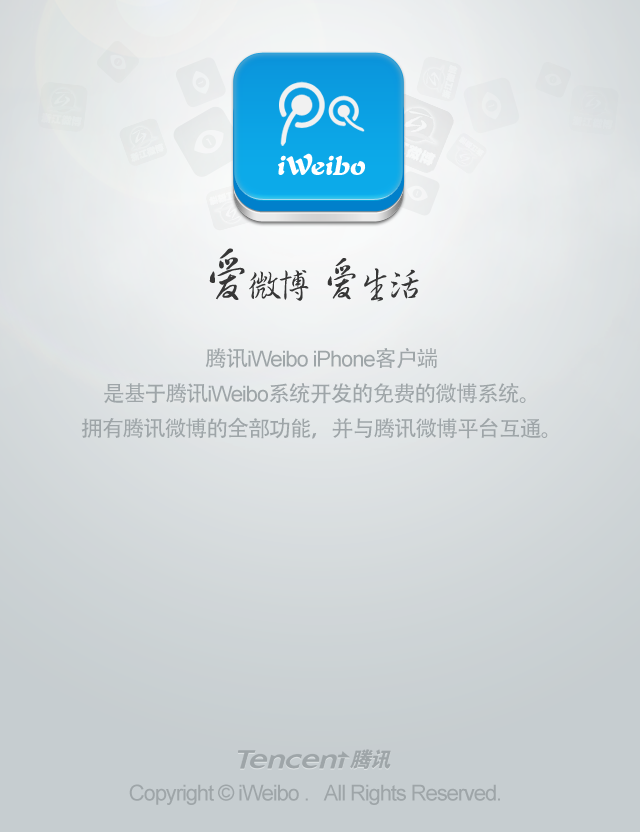 iWeibo
爱微博 爱生活
腾讯iWeibo iPhone客户端
是基于腾讯iWeibo系统开发的免费的微博系统。
拥有腾讯微博的全部功能，并与腾讯微博平台互通。
Tencent 腾讯
Copyright © iWeibo . All Rights Reserved.